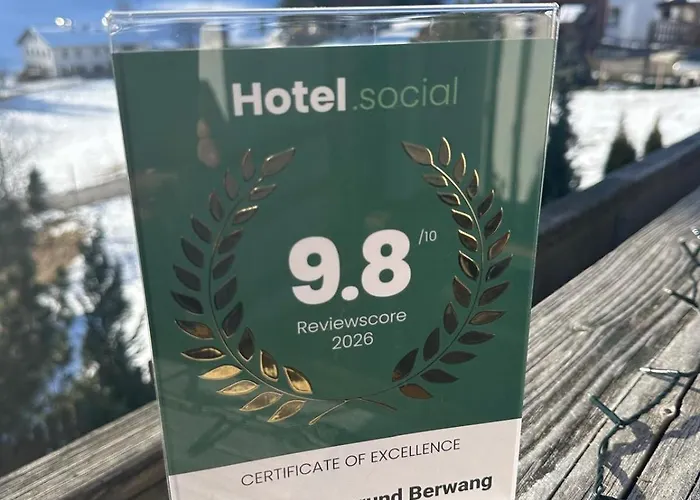 Hotel.social
9.8 /10
Reviewscore
2026
CERTIFICATE OF EXCELLENCE
Berwang